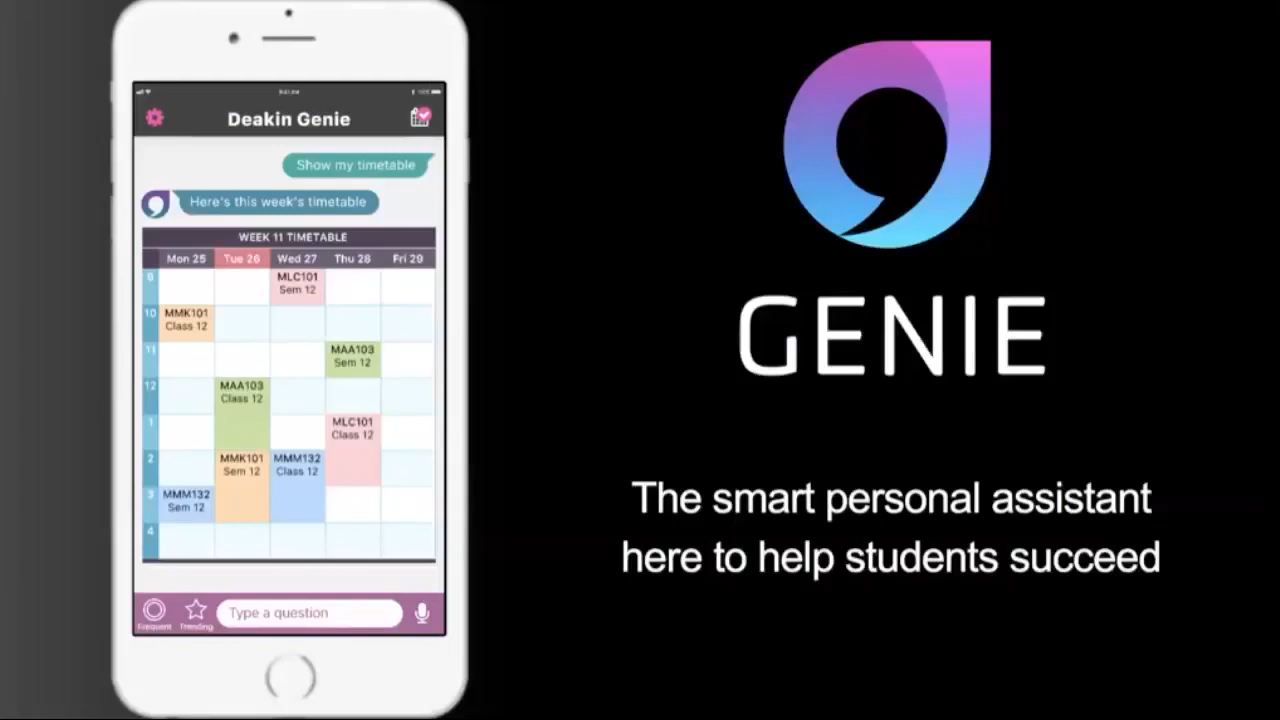 Deakin Genie
Show my timetable
Here's this week's timetable
WEEK 11 TIMETABLE
Mon 25 Tue 26 Wed 27 Thu 28 Fri 29
9
MLC101
Sem 12
10
MMK101
Class 12
11
MAA103
Sem 12
12
MAA103
Class 12
1
MLC101
Class 12
2
MMK101
Sem 12
MMM132
Class 12
3
MMM132
Sem 12
4
Frequent
Trending
Type a question
GENIE
The smart personal assistant
here to help students succeed